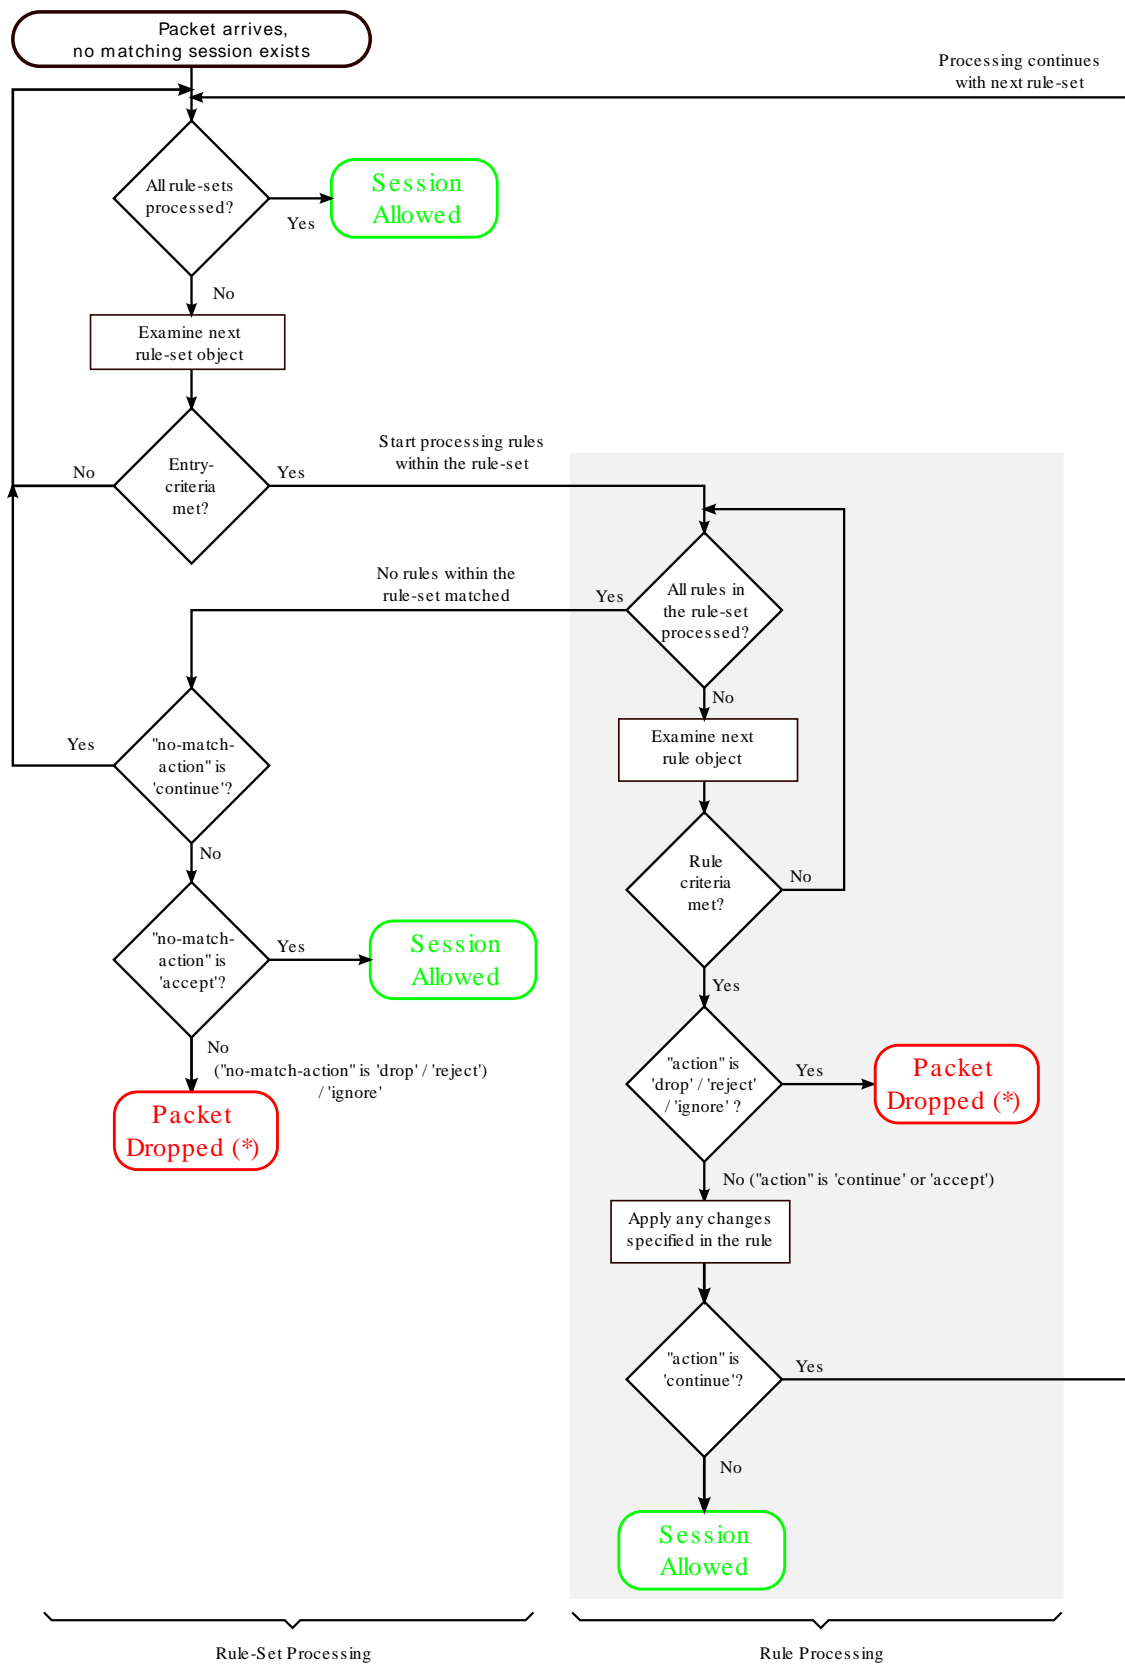 Packet arrives,
no matching session exists
Processing continues
with next rule-set
All rule-sets
processed?
Yes
Session
Allowed
No
Examine next
rule-set object
Entry-
criteria
met?
No
Yes
Start processing rules
within the rule-set
All rules in
the rule-set
processed?
Yes
No rules within the
rule-set matched
No
Examine next
rule object
Rule
criteria
met?
No
Yes
"no-match-
action" is
'continue'?
Yes
No
"no-match-
action" is
'accept'?
Yes
Session
Allowed
No
("no-match-action" is 'drop' / 'reject')
/ 'ignore'
Packet
Dropped (*)
"action" is
'drop' / 'reject'
/ 'ignore' ?
Yes
Packet
Dropped (*)
No ("action" is 'continue' or 'accept')
Apply any changes
specified in the rule
"action" is
'continue'?
Yes
No
Session
Allowed
Rule-Set Processing
Rule Processing